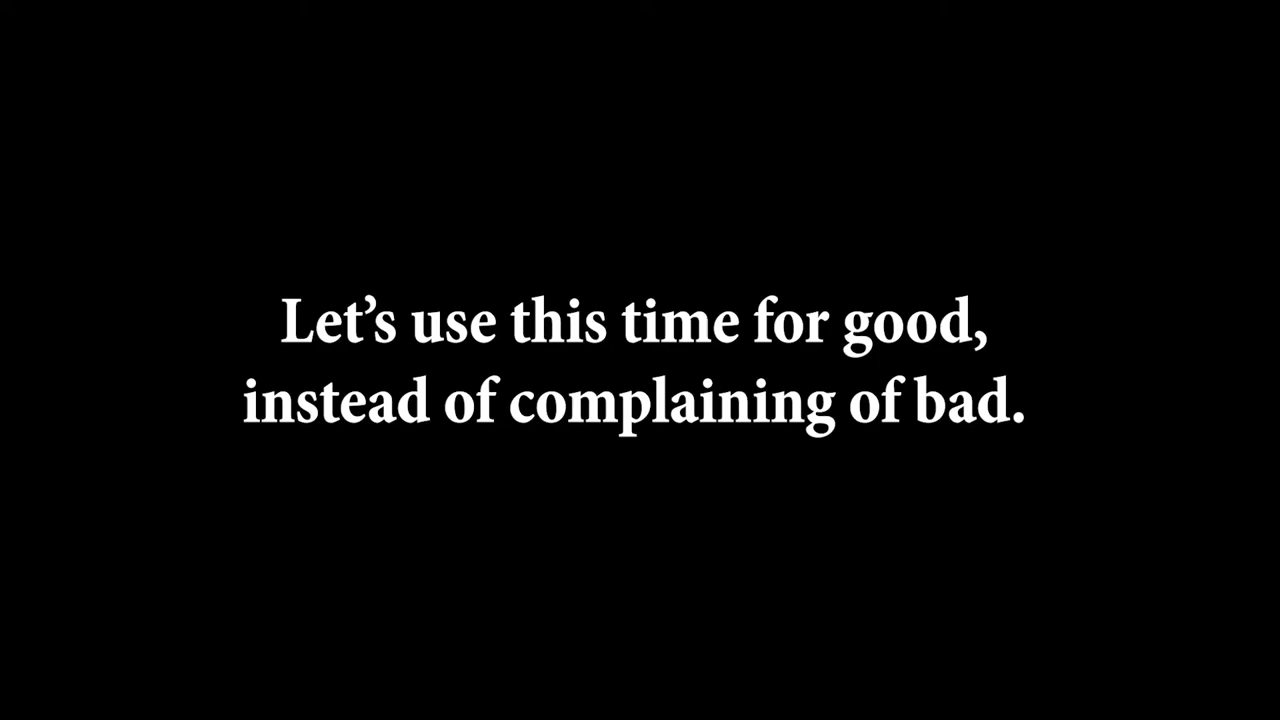 Let’s use this time for good,
instead of complaining of bad.